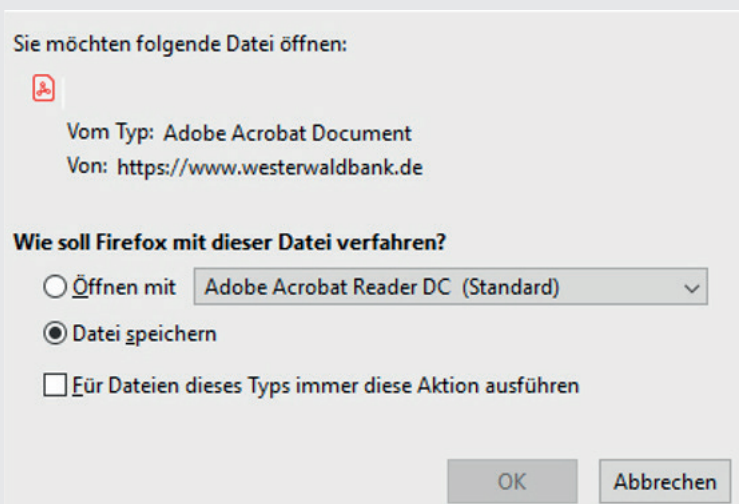 Sie möchten folgende Datei öffnen:
Vom Typ: Adobe Acrobat Document
Von: https://www.westerwaldbank.de
Wie soll Firefox mit dieser Datei verfahren?
Öffnen mit Adobe Acrobat Reader DC (Standard)
Datei speichern
Für Dateien dieses Typs immer diese Aktion ausführen
OK Abbrechen